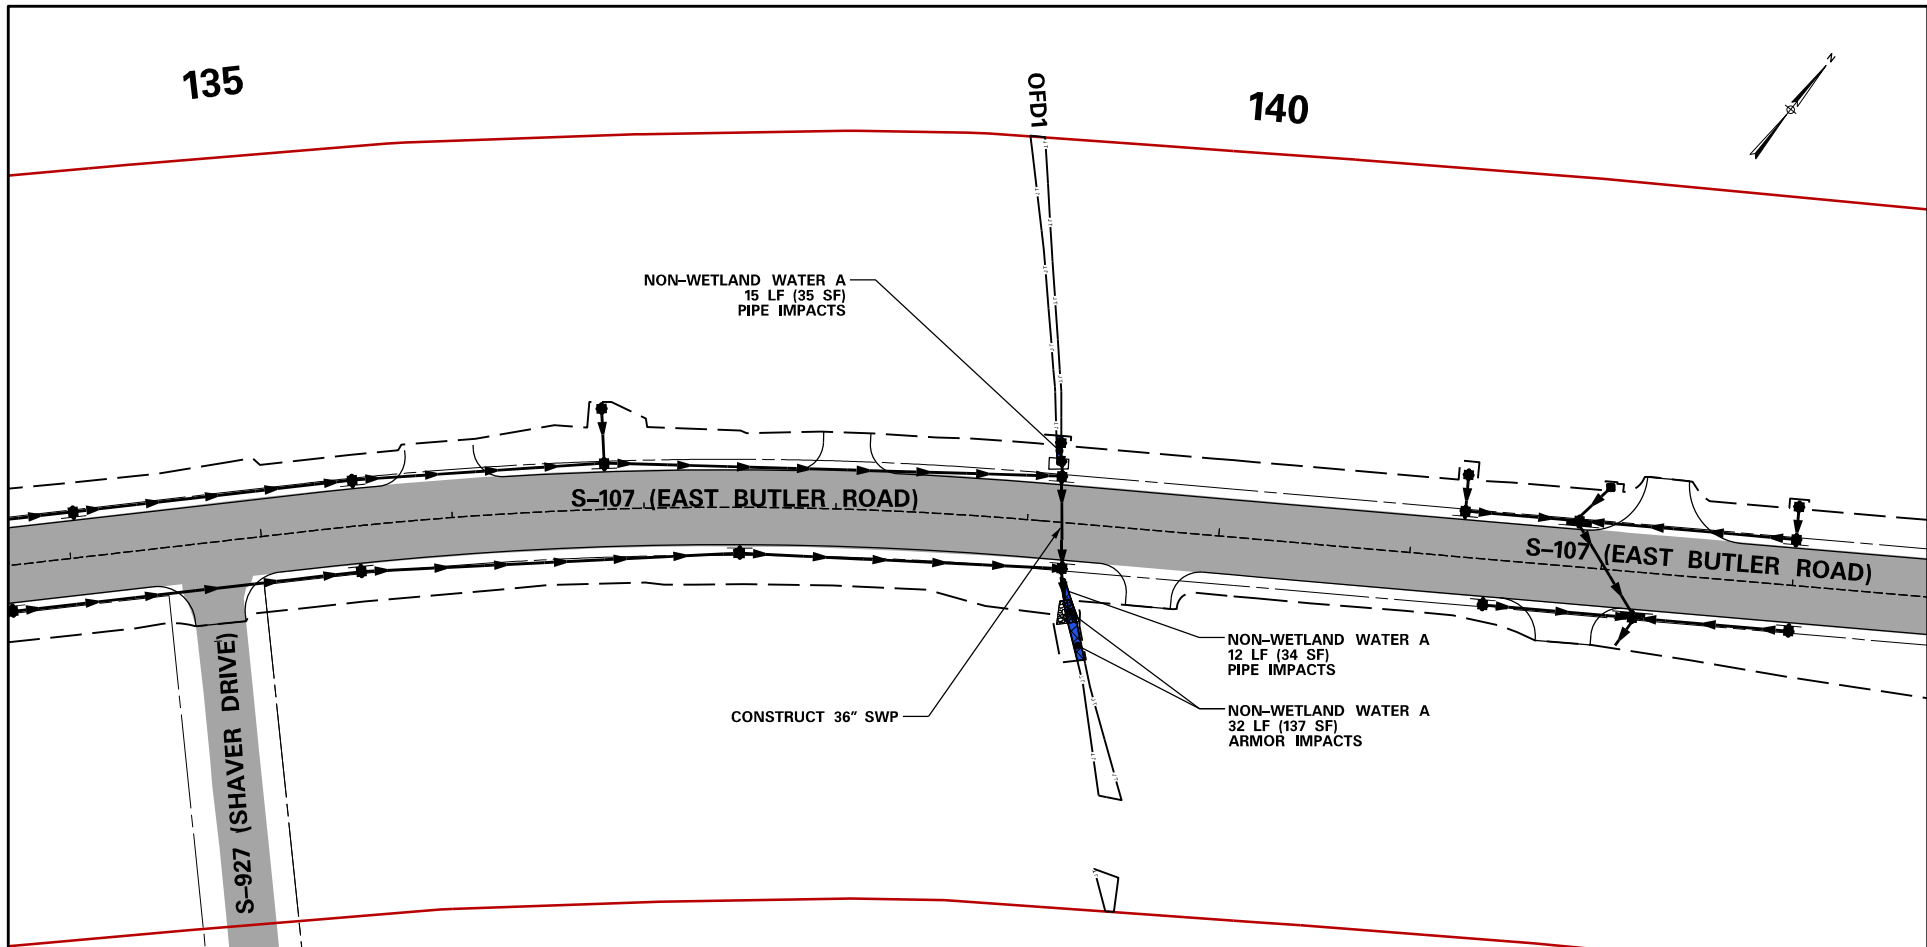 135
OFD1
140
N
NON-WETLAND WATER A
15 LF (35 SF)
PIPE IMPACTS
S-107 (EAST BUTLER ROAD)
S-107 (EAST BUTLER ROAD)
S-927 (SHAVER DRIVE)
CONSTRUCT 36" SWP
NON-WETLAND WATER A
12 LF (34 SF)
PIPE IMPACTS
NON-WETLAND WATER A
32 LF (137 SF)
ARMOR IMPACTS